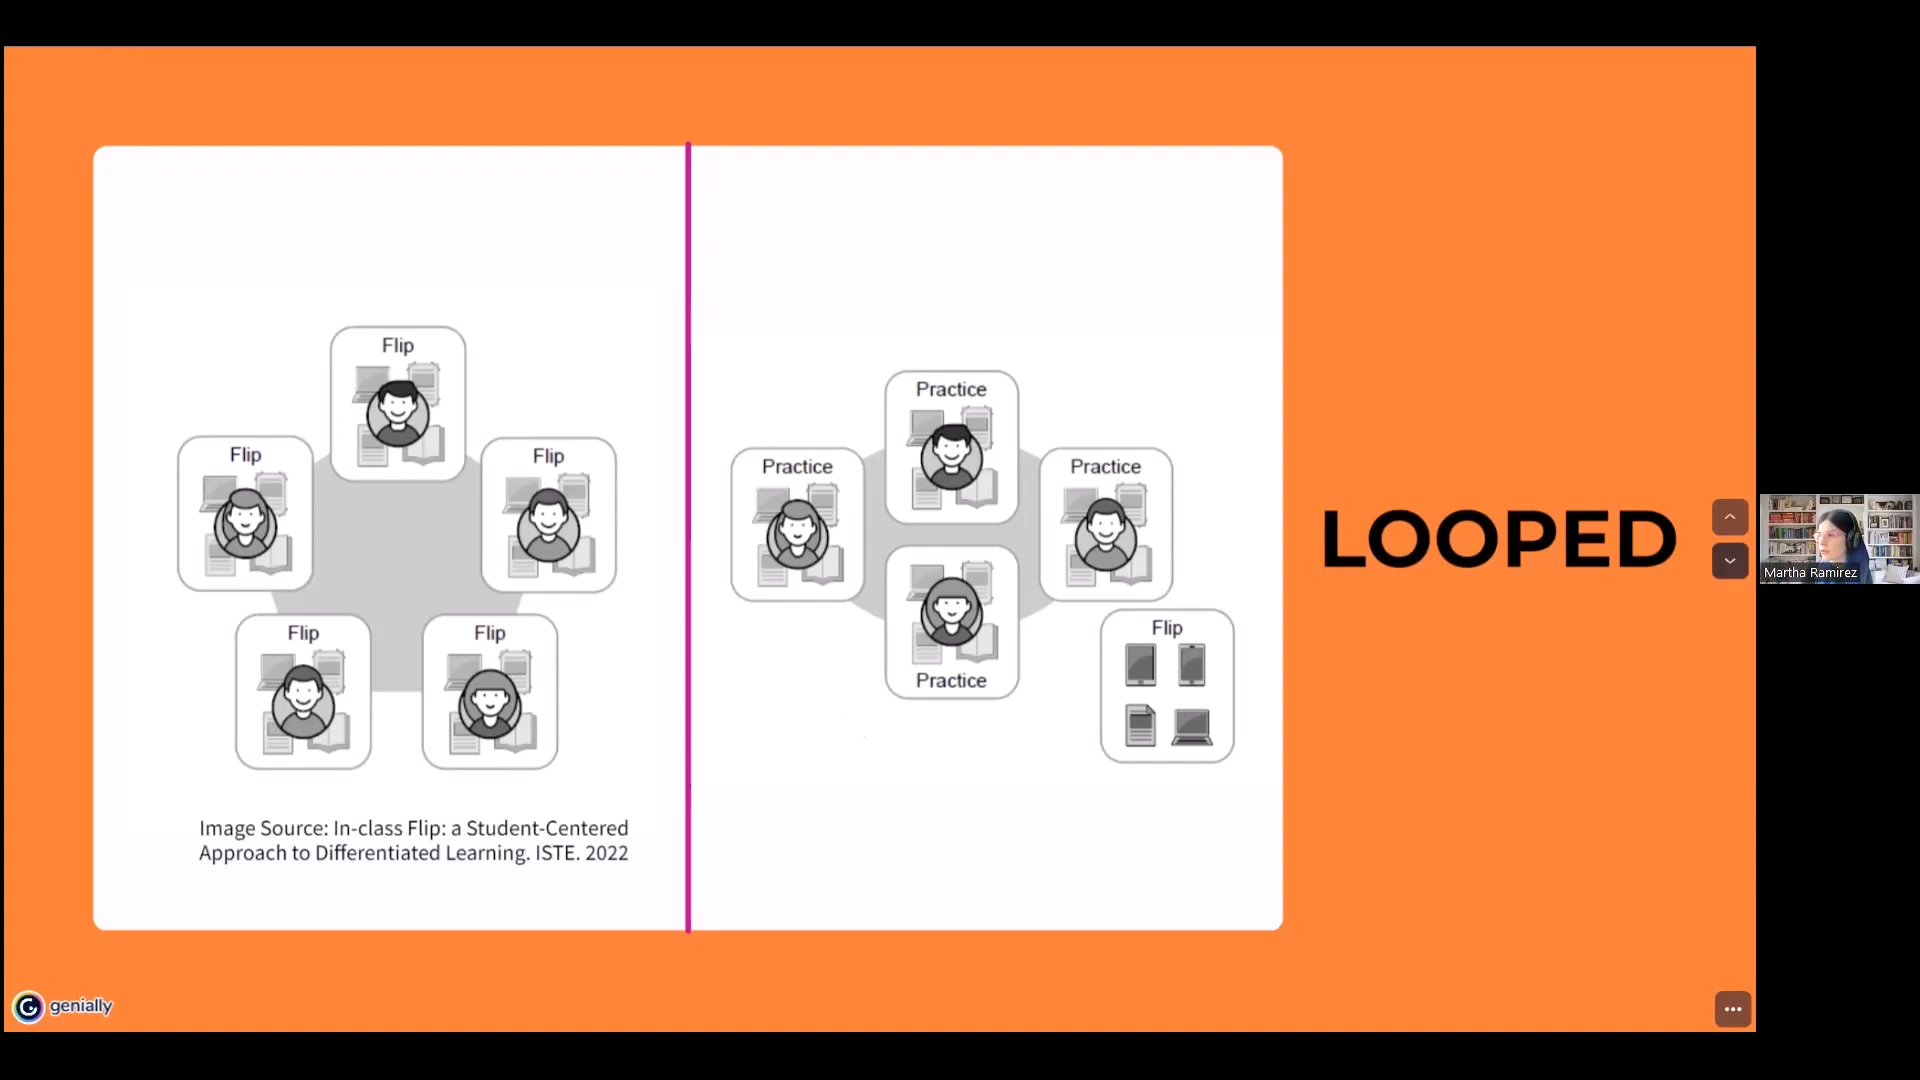 Flip
Flip
Flip
Flip
Flip
Image Source: In-class Flip: a Student-Centered
Approach to Differentiated Learning. ISTE. 2022
Practice
Practice
Practice
Practice
Flip
LOOPED
Martha Ramirez
genially